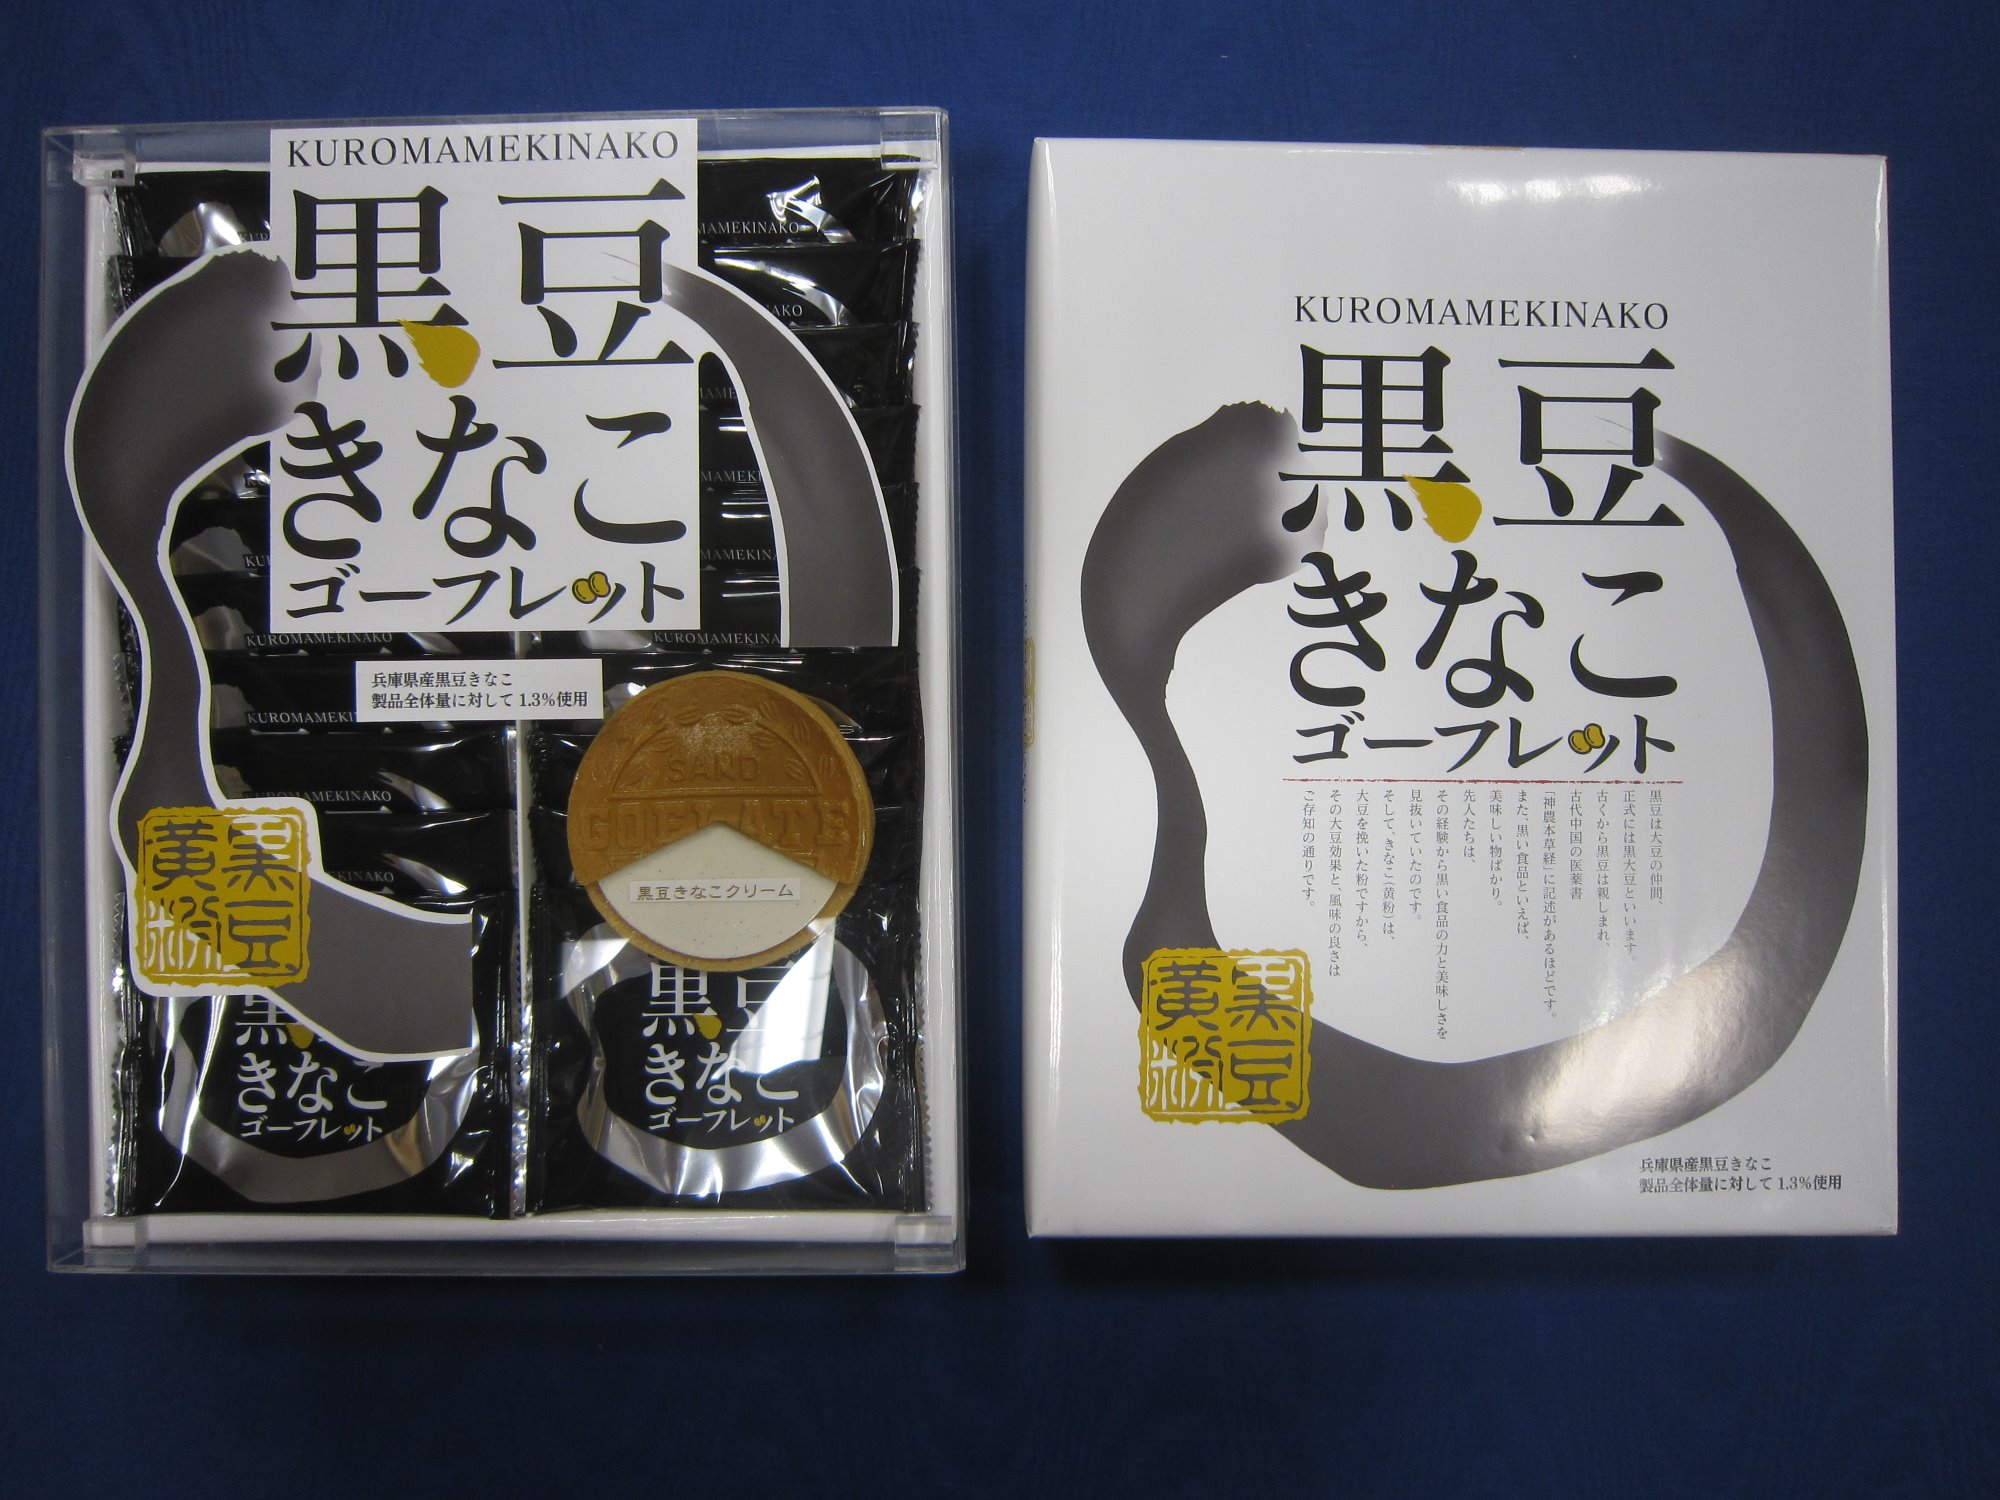 KUROMAMEKINAKO
黒豆
きなこ
ゴーフレット
兵庫県産黒豆きなこ
製品全体量に対して1.3%使用
SAND
GOFLATE
黒豆きなこクリーム
黒豆
黄粉
KUROMAMEKINAKO
KUROMAMEKINAKO
KUROMAMEKINAKO
きなこ
ゴーフレット
黒豆
きなこ
ゴーフレット
KUROMAMEKINAKO
黒豆
きなこ
ゴーフレット
黒豆は大豆の仲間、
正式には黒大豆といいます。
古くから黒豆は親しまれ、
古代中国の医薬書
「神農本草経」に記述があるほどです。
また、黒い食品といえば、
美味しい物ばかり。
先人たちは、
その経験から黒い食品の力と美味しさを
見抜いていたのです。
そして、きなこ(黄粉)は、
大豆を挽いた粉ですから、
その大豆効果と、風味の良さは
ご存知の通りです。
黒豆
黄粉
兵庫県産黒豆きなこ
製品全体量に対して1.3%使用